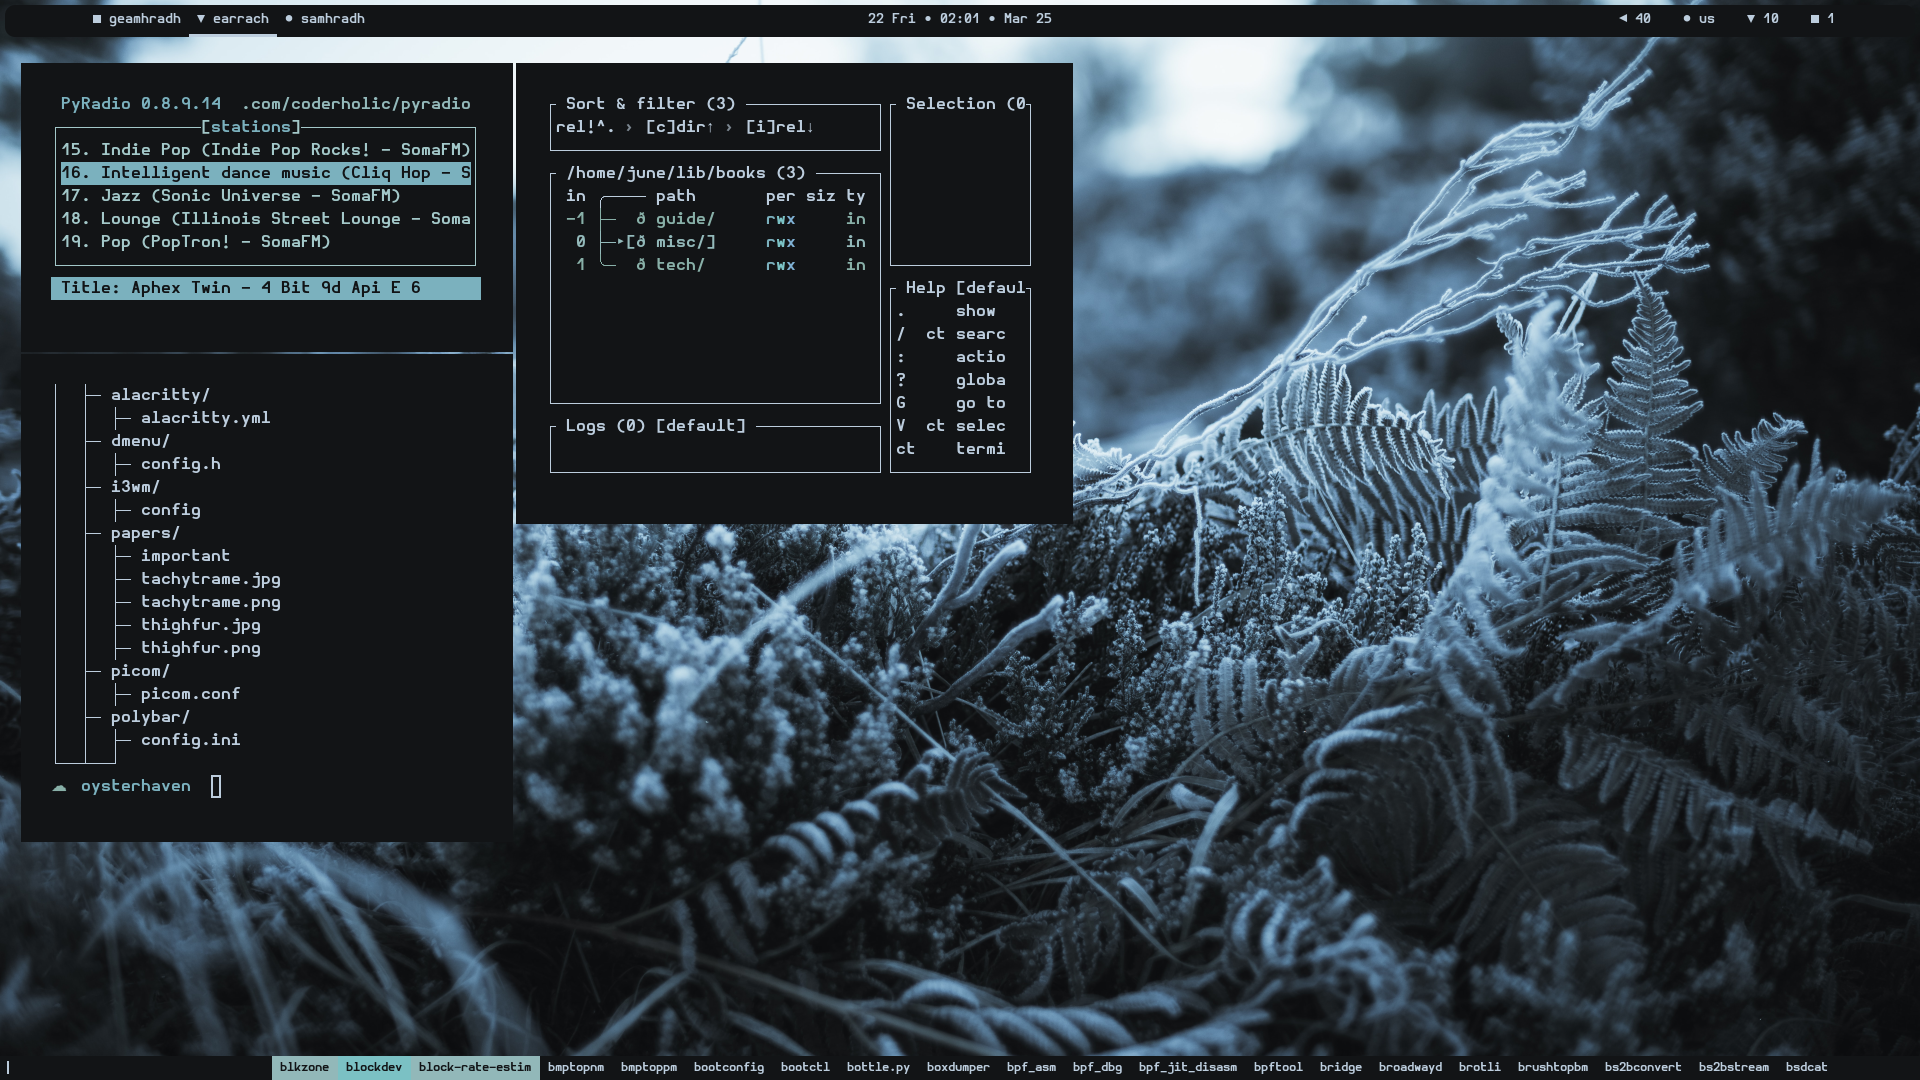 ■ geamhradh ▼ earrach ● samhradh 22 Fri • 02:01 • Mar 25 ◀ 40 ● us ▼ 10 ■ 1
PyRadio 0.8.9.14 .com/coderholic/pyradio
[stations]
15. Indie Pop (Indie Pop Rocks! - SomaFM)
16. Intelligent dance music (Cliq Hop - S
17. Jazz (Sonic Universe - SomaFM)
18. Lounge (Illinois Street Lounge - Soma
19. Pop (PopTron! - SomaFM)
Title: Aphex Twin - 4 Bit 9d Api E 6
alacritty/
alacritty.yml
dmenu/
config.h
i3wm/
config
papers/
important
tachytrame.jpg
tachytrame.png
thighfur.jpg
thighfur.png
picom/
picom.conf
polybar/
config.ini
☁ oysterhaven
Sort & filter (3)
rel!^. › [c]dir↑ › [i]rel↓
/home/june/lib/books (3)
in path per siz ty
-1 ð guide/ rwx in
0 ▸[ð misc/] rwx in
1 ð tech/ rwx in
Logs (0) [default]
Selection (0
Help [defaul
. show
/ ct searc
: actio
? globa
G go to
V ct selec
ct termi
blkzone blockdev block-rate-estim bmptopnm bmptoppm bootconfig bootctl bottle.py boxdumper bpf_asm bpf_dbg bpf_jit_disasm bpftool bridge broadwayd brotli brushtopbm bs2bconvert bs2bstream bsdcat